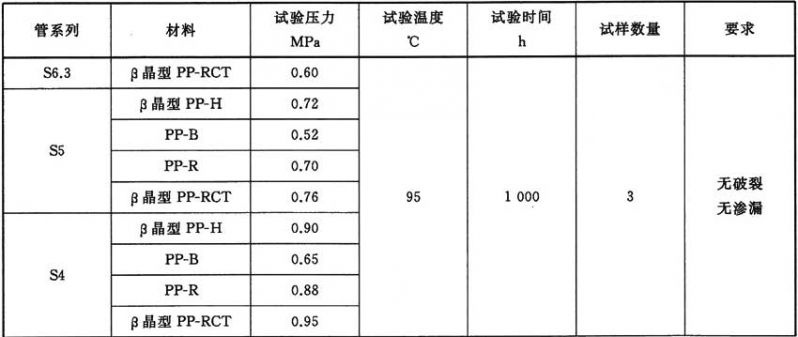 管系列 材料 试验压力 MPa 试验温度 ℃ 试验时间 h 试样数量 要求
S6.3 β晶型 PP-RCT 0.60 95 1 000 3 无破裂 无渗漏
S5 β晶型 PP-H 0.72
PP-B 0.52
PP-R 0.70
β晶型 PP-RCT 0.76
S4 β晶型 PP-H 0.90
PP-B 0.65
PP-R 0.88
β晶型 PP-RCT 0.95